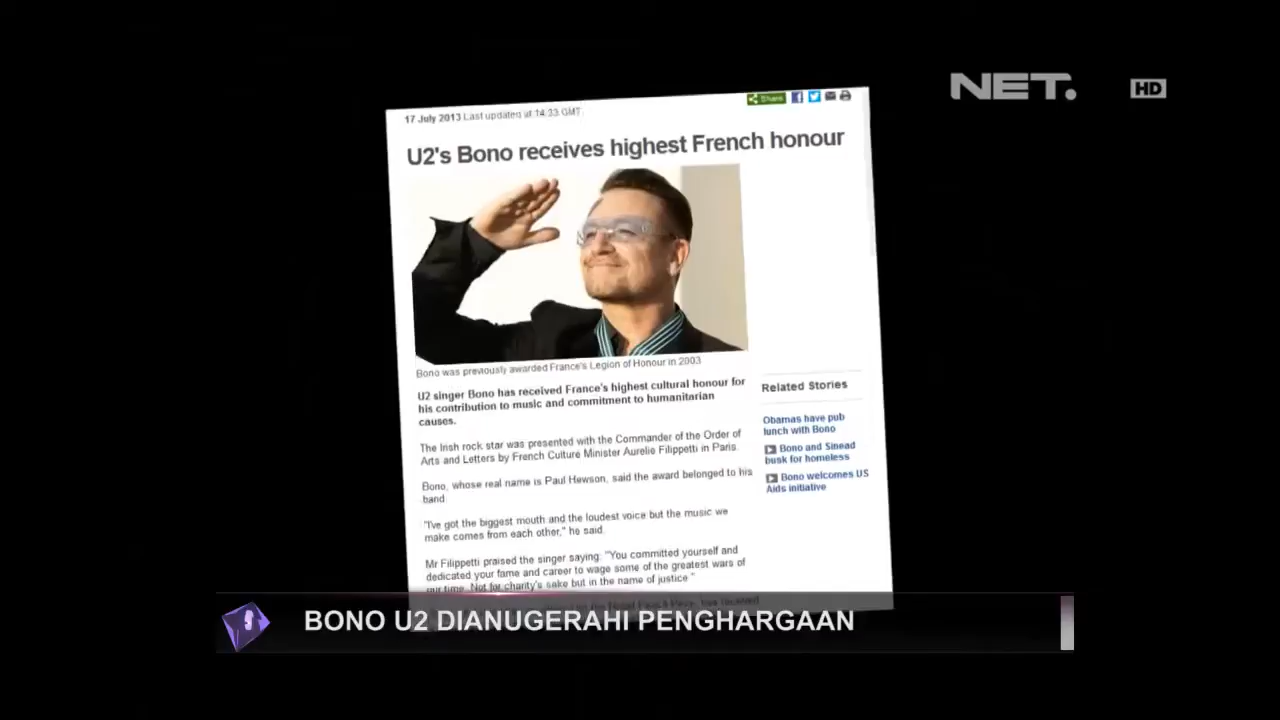 NET.
HD
Share
17 July 2013 Last updated at 14:33 GMT
U2's Bono receives highest French honour
Bono was previously awarded France's Legion of Honour in 2003
U2 singer Bono has received France's highest cultural honour for
his contribution to music and commitment to humanitarian
causes.
The Irish rock star was presented with the Commander of the Order of
Arts and Letters by French Culture Minister Aurelie Filippetti in Paris.
Bono, whose real name is Paul Hewson, said the award belonged to his
band.
"I've got the biggest mouth and the loudest voice but the music we
make comes from each other," he said.
Mr Filippetti praised the singer saying: "You committed yourself and
dedicated your fame and career to wage some of the greatest wars of
our time. Not for charity's sake but in the name of justice."
Related Stories
Obamas have pub
lunch with Bono
Bono and Sinead
busk for homeless
Bono welcomes US
Aids initiative
BONO U2 DIANUGERAHI PENGHARGAAN